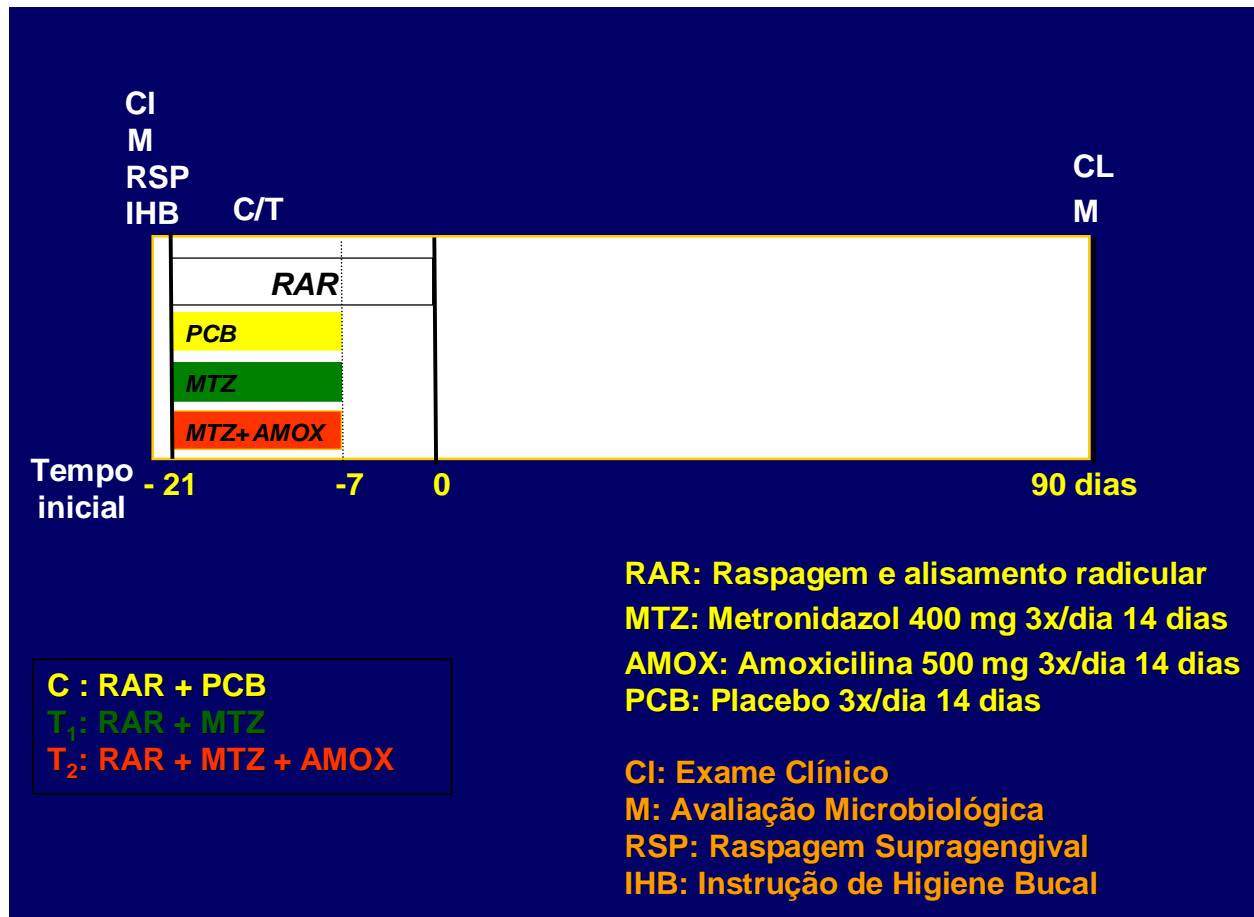 CI
M
RSP
IHB
C/T
CL
M
RAR
PCB
MTZ
MTZ+ AMOX
Tempo inicial
- 21
-7
0
90 dias
RAR: Raspagem e alisamento radicular
MTZ: Metronidazol 400 mg 3x/dia 14 dias
AMOX: Amoxicilina 500 mg 3x/dia 14 dias
PCB: Placebo 3x/dia 14 dias
C : RAR + PCB
T1: RAR + MTZ
T2: RAR + MTZ + AMOX
CI: Exame Clínico
M: Avaliação Microbiológica
RSP: Raspagem Supragengival
IHB: Instrução de Higiene Bucal